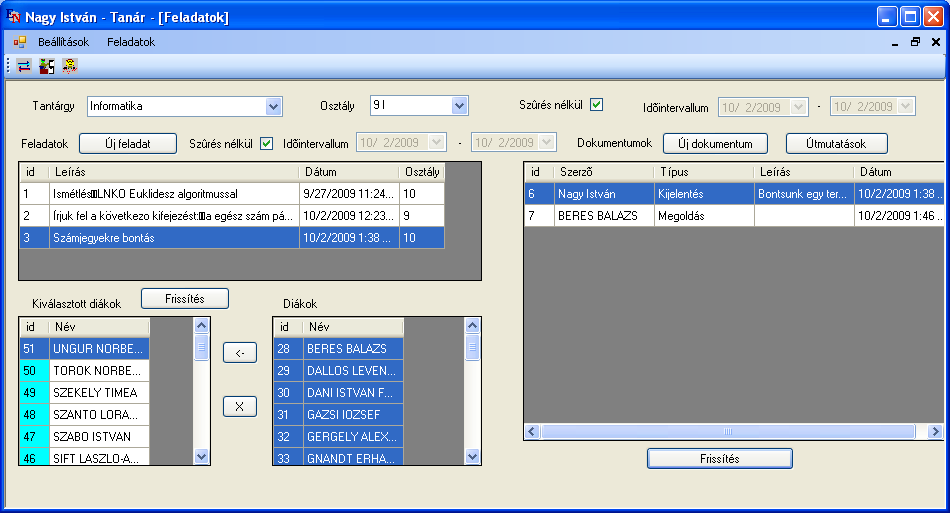 Nagy István - Tanár - [Feladatok]
Beállítások Feladatok
Tantárgy Informatika Osztály 9 I Szûrés nélkül Idõintervallum 10/ 2/2009 - 10/ 2/2009
Feladatok Új feladat Szûrés nélkül Idõintervallum 10/ 2/2009 - 10/ 2/2009 Dokumentumok Új dokumentum Útmutatások
id Leírás Dátum Osztály
1 Ismétlés LNKO Euklidesz algoritmussal 9/27/2009 11:24... 10
2 Írjuk fel a következo kifejezést: a egész szám pá... 10/2/2009 12:23... 9
3 Számjegyekre bontás 10/2/2009 1:38 ... 10
id Szerzõ Típus Leírás Dátum
6 Nagy István Kijelentés Bontsunk egy ter... 10/2/2009 1:38 ..
7 BERES BALAZS Megoldás 10/2/2009 1:46 ..
Kiválasztott diákok Frissítés Diákok
id Név
51 UNGUR NORBE...
50 TOROK NORBE...
49 SZEKELY TIMEA
48 SZANTO LORA...
47 SZABO ISTVAN
46 SIFT LASZLO-A...
<-
X
id Név
28 BERES BALAZS
29 DALLOS LEVEN...
30 DANI ISTVAN F...
31 GAZSI IOZSEF
32 GERGELY ALEX...
33 GNANDT ERHA...
Frissítés